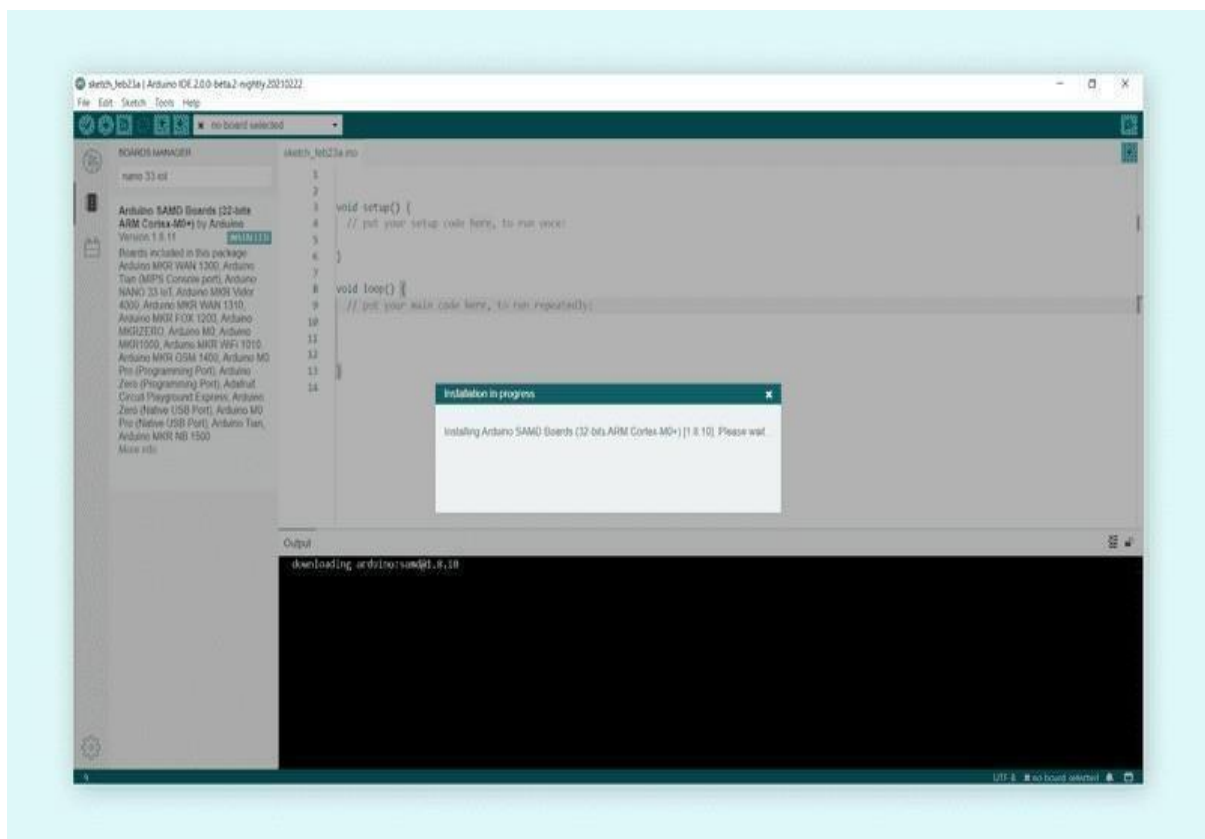 sketch_feb23a | Arduino IDE 2.0.0-beta.2-nightly.20210222
File Edit Sketch Tools Help
no board selected
BOARDS MANAGER
nano 33 iot
Arduino SAMD Boards (32-bits
ARM Cortex-M0+) by Arduino
Version 1.8.11
INSTALLED
Boards included in this package:
Arduino MKR WAN 1300, Arduino
Tian (MIPS Console port), Arduino
NANO 33 IoT, Arduino MKR Vidor
4000, Arduino MKR WAN 1310,
Arduino MKR FOX 1200, Arduino
MKRZERO, Arduino M0, Arduino
MKR1000, Arduino MKR WiFi 1010,
Arduino MKR GSM 1400, Arduino M0
Pro (Programming Port), Arduino
Zero (Programming Port), Adafruit
Circuit Playground Express, Arduino
Zero (Native USB Port), Arduino M0
Pro (Native USB Port), Arduino Tian,
Arduino MKR NB 1500
More info
sketch_feb23a.ino
1
2
3 void setup() {
4 // put your setup code here, to run once:
5
6 }
7
8 void loop() {
9 // put your main code here, to run repeatedly:
10
11
12
13 }
14
Installation in progress
Installing Arduino SAMD Boards (32-bits ARM Cortex-M0+) [1.8.10]. Please wait.
Output
downloading arduino:samd@1.8.10
UTF-8 no board selected